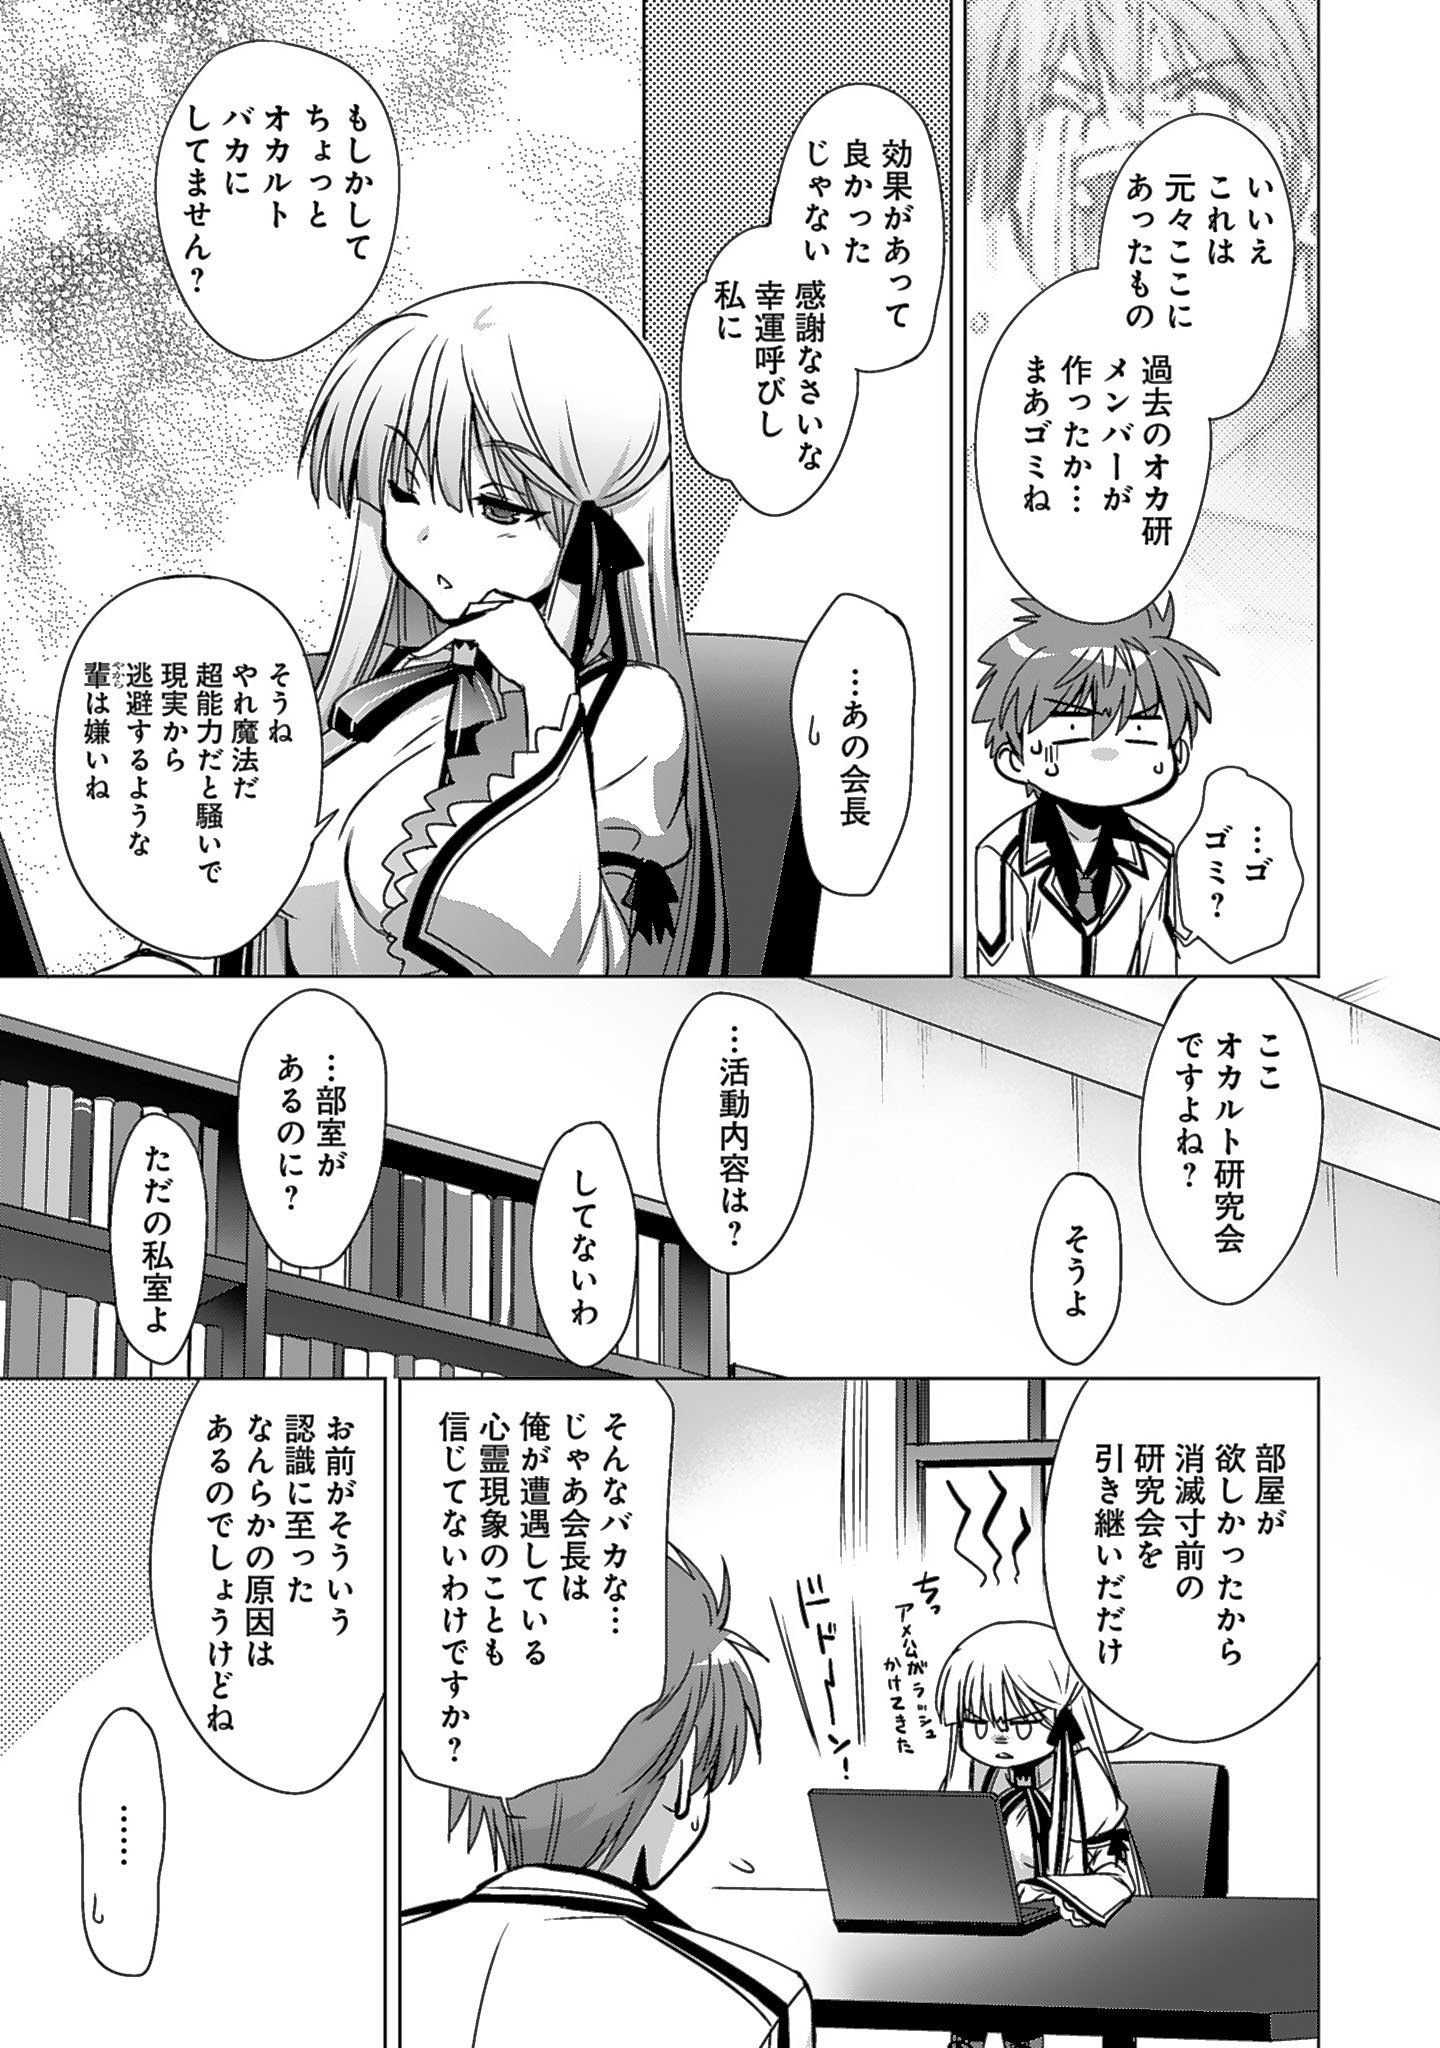 いいえ
これは
元々ここに
あったもの
過去のオカ研
メンバーが
作ったか…
まあゴミね
…ゴ
ゴミ?
効果があって
良かった
じゃない
感謝なさいな
幸運呼びし
私に
…あの会長
もしかして
ちょっと
オカルト
バカに
してません?
そうね
やれ魔法だ
超能力だと騒いで
現実から
逃避するような
輩は嫌いね
やから
ここ
オカルト研究会
ですよね?
そうよ
…活動内容は?
してないわ
…部室が
あるのに?
ただの私室よ
部屋が
欲しかったから
消滅寸前の
研究会を
引き継いだだけ
ちっ
アメ公が
ラッシュ
かけてきた
ドドーン!
そんなバカな…
じゃあ会長は
俺が遭遇している
心霊現象のことも
信じてないわけですか?
お前がそういう
認識に至った
なんらかの原因は
あるのでしょうけどね
……